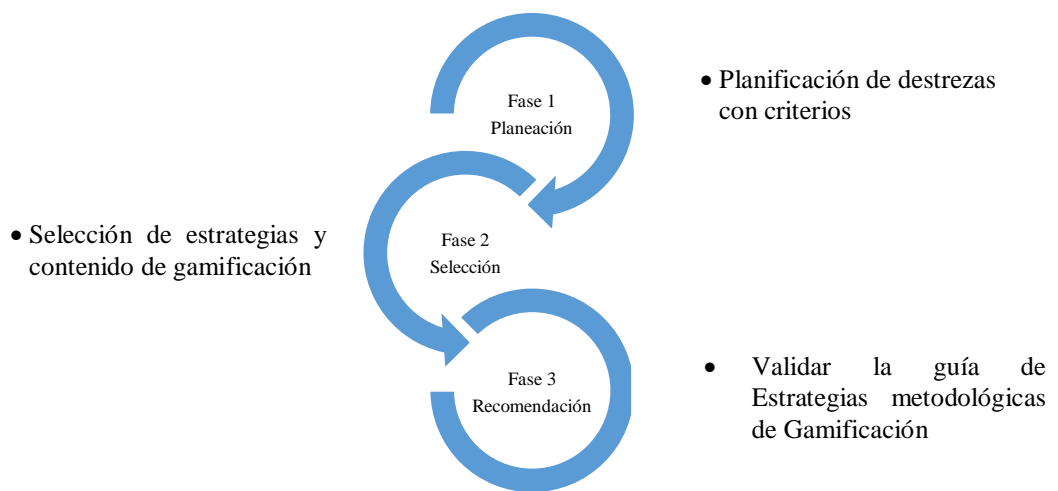 Fase 1
Planeación
• Planificación de destrezas
con criterios
• Selección de estrategias y
contenido de gamificación
Fase 2
Selección
Fase 3
Recomendación
• Validar la guía de
Estrategias metodológicas
de Gamificación